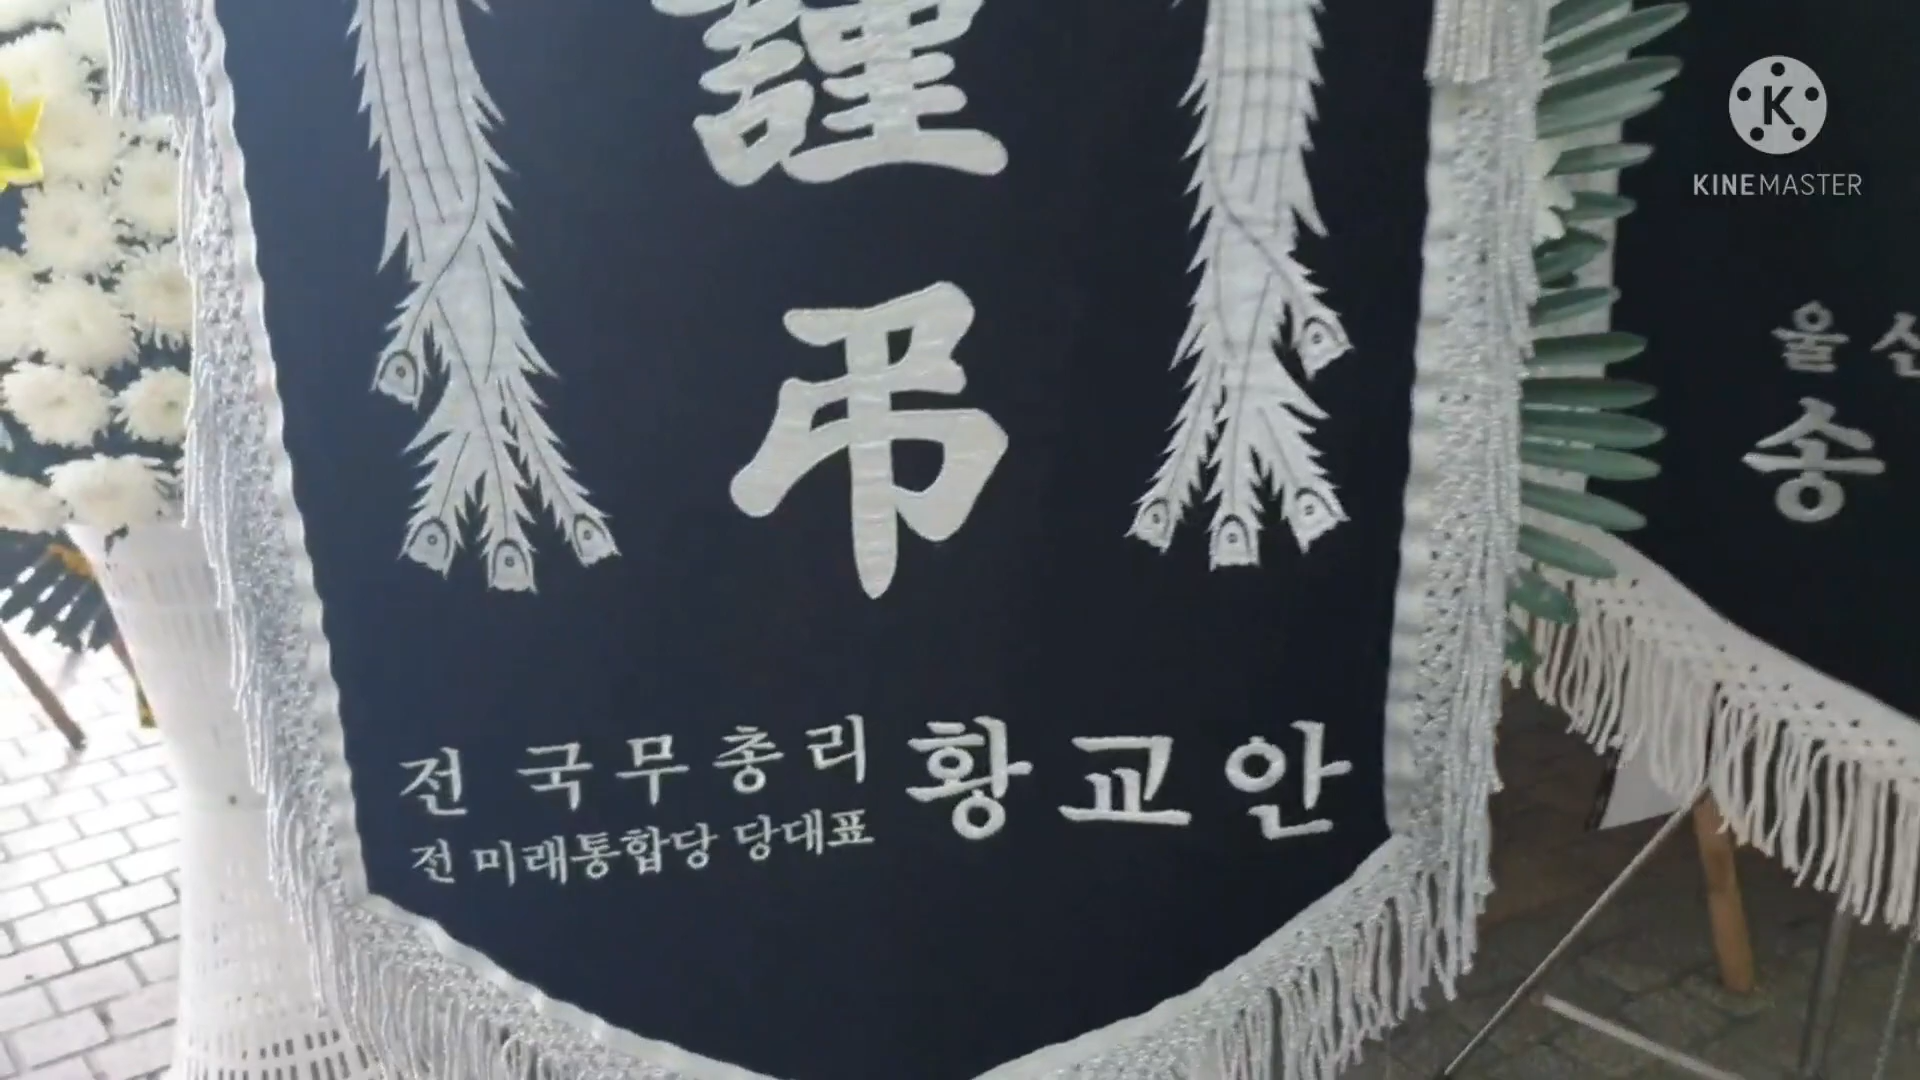 謹
弔
전 국무총리 황교안
전 미래통합당 당대표
울산
송
KINEMASTER